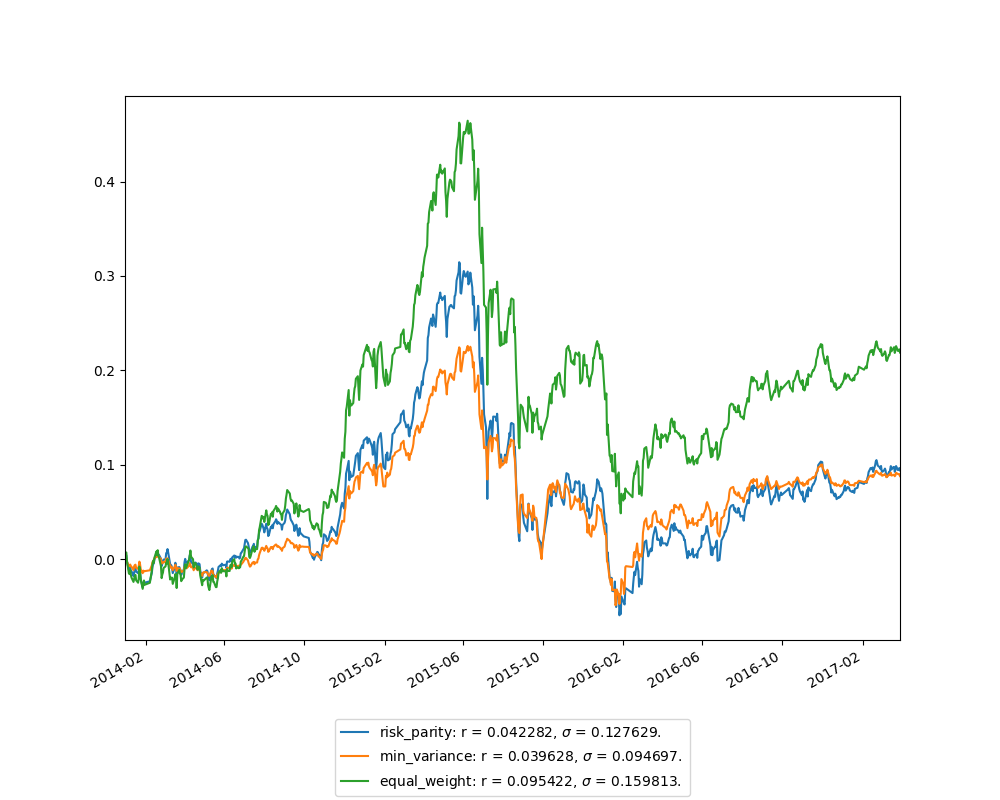 0.4
0.3
0.2
0.1
0.0
2014-02 2014-06 2014-10 2015-02 2015-06 2015-10 2016-02 2016-06 2016-10 2017-02
risk_parity: r = 0.042282, σ = 0.127629.
min_variance: r = 0.039628, σ = 0.094697.
equal_weight: r = 0.095422, σ = 0.159813.